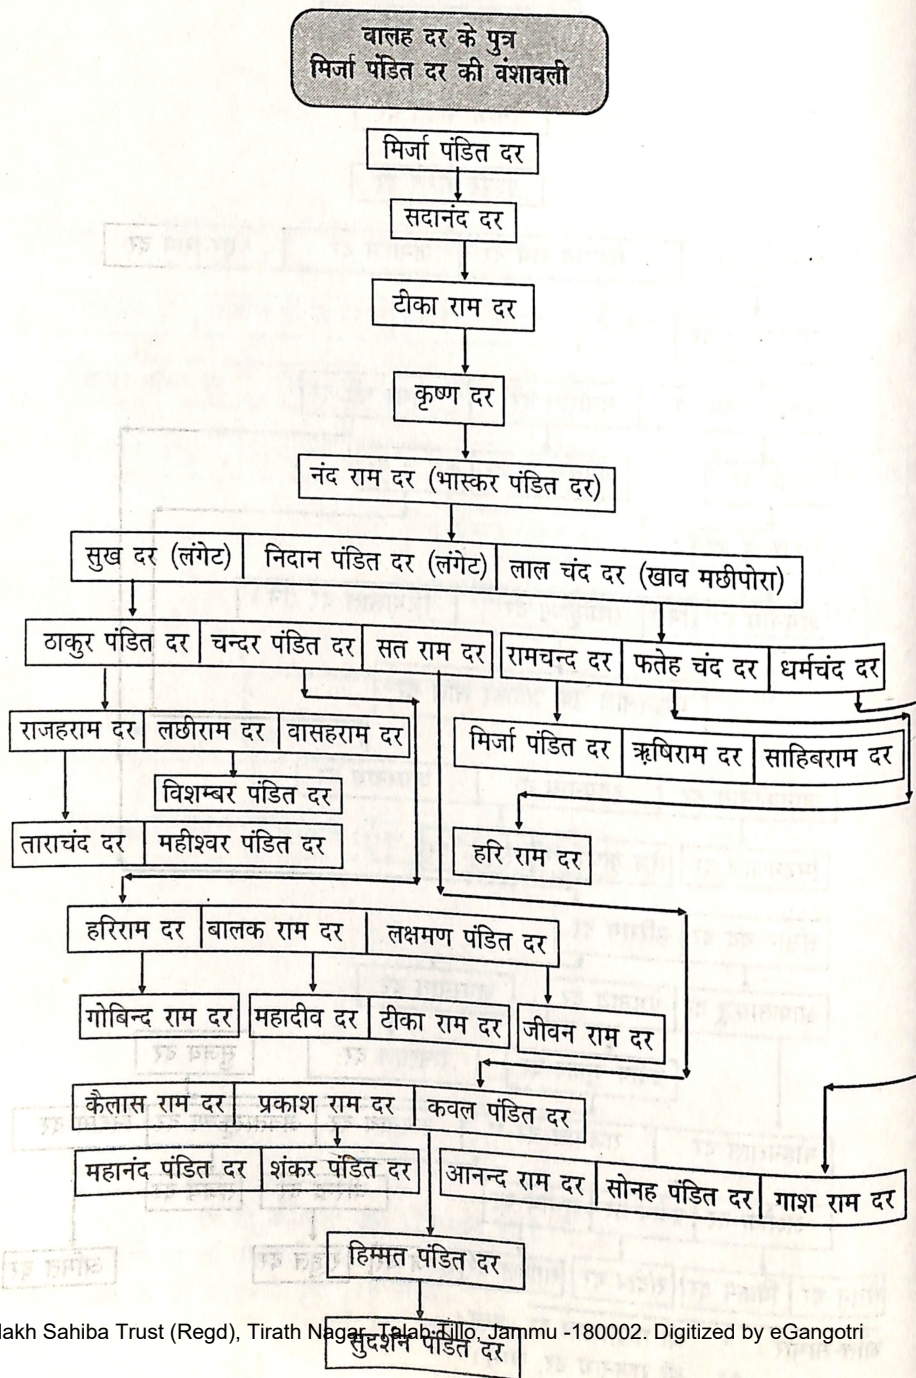 वालह दर के पुत्र
मिर्जा पंडित दर की वंशावली
मिर्जा पंडित दर
सदानंद दर
टीका राम दर
कृष्ण दर
नंद राम दर (भास्कर पंडित दर)
सुख दर (लंगेट) निदान पंडित दर (लंगेट) लाल चंद दर (खाव मछीपोरा)
ठाकुर पंडित दर चन्दर पंडित दर सत राम दर रामचन्द दर फतेह चंद दर धर्मचंद दर
राजहराम दर लछीराम दर वासहराम दर मिर्जा पंडित दर ऋषिराम दर साहिबराम दर
विशम्बर पंडित दर
ताराचंद दर महीश्वर पंडित दर हरि राम दर
हरिराम दर बालक राम दर लक्षमण पंडित दर
गोबिन्द राम दर महादीव दर टीका राम दर जीवन राम दर
कैलास राम दर प्रकाश राम दर कवल पंडित दर
महानंद पंडित दर शंकर पंडित दर आनन्द राम दर सोनह पंडित दर गाश राम दर
हिम्मत पंडित दर
lakh Sahiba Trust (Regd), Tirath Nagar, Talab Tillo, Jammu -180002. Digitized by eGangotri
सुदर्शन पंडित दर